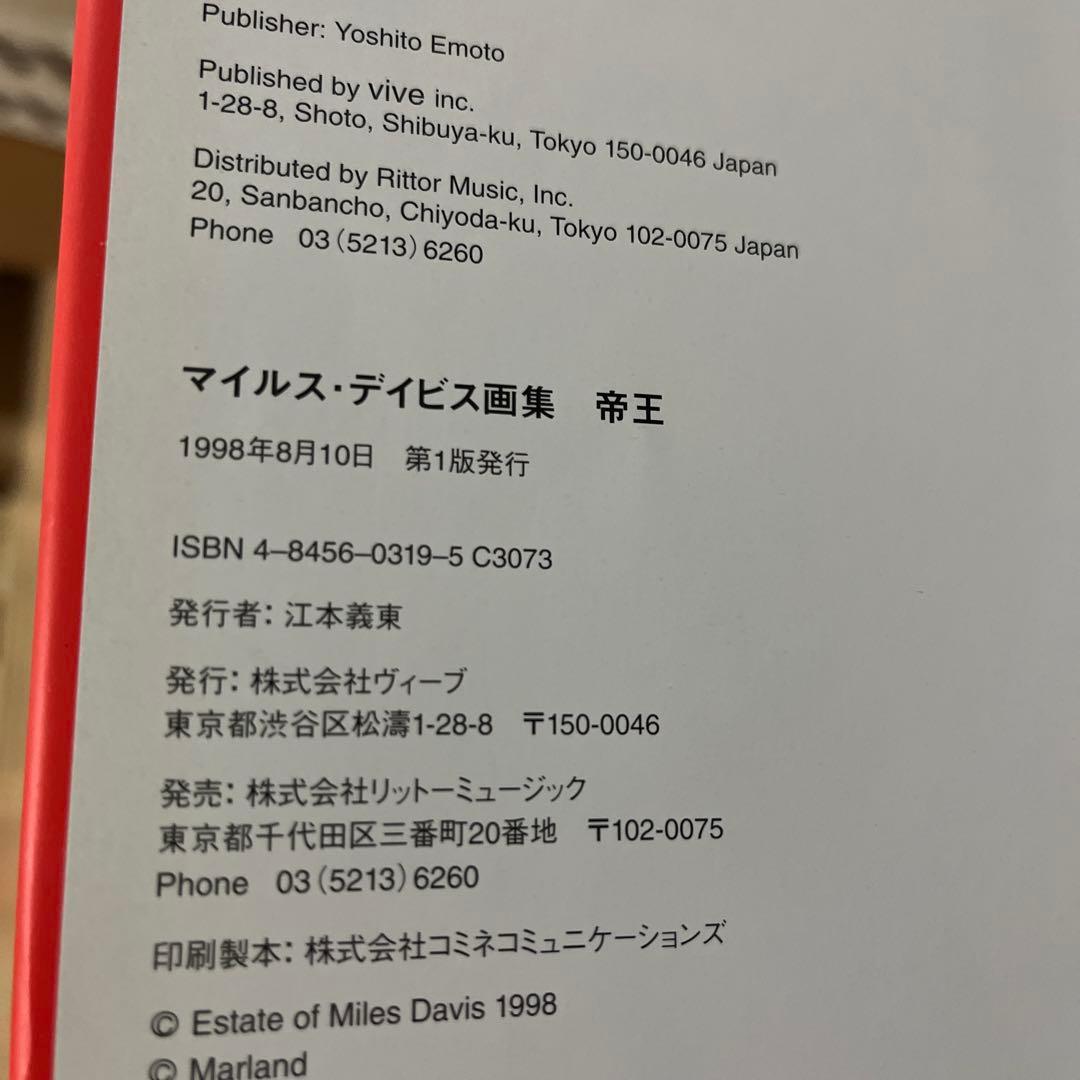 Publisher: Yoshito Emoto
Published by vive inc.
1-28-8, Shoto, Shibuya-ku, Tokyo 150-0046 Japan
Distributed by Rittor Music, Inc.
20, Sanbancho, Chiyoda-ku, Tokyo 102-0075 Japan
Phone 03(5213)6260
マイルス・デイビス画集 帝王
1998年8月10日 第1版発行
ISBN 4–8456–0319–5 C3073
発行者：江本義東
発行：株式会社ヴィーブ
東京都渋谷区松濤1-28-8 〒150-0046
発売：株式会社リットーミュージック
東京都千代田区三番町20番地 〒102-0075
Phone 03(5213)6260
印刷製本：株式会社コミネコミュニケーションズ
© Estate of Miles Davis 1998
© Marland